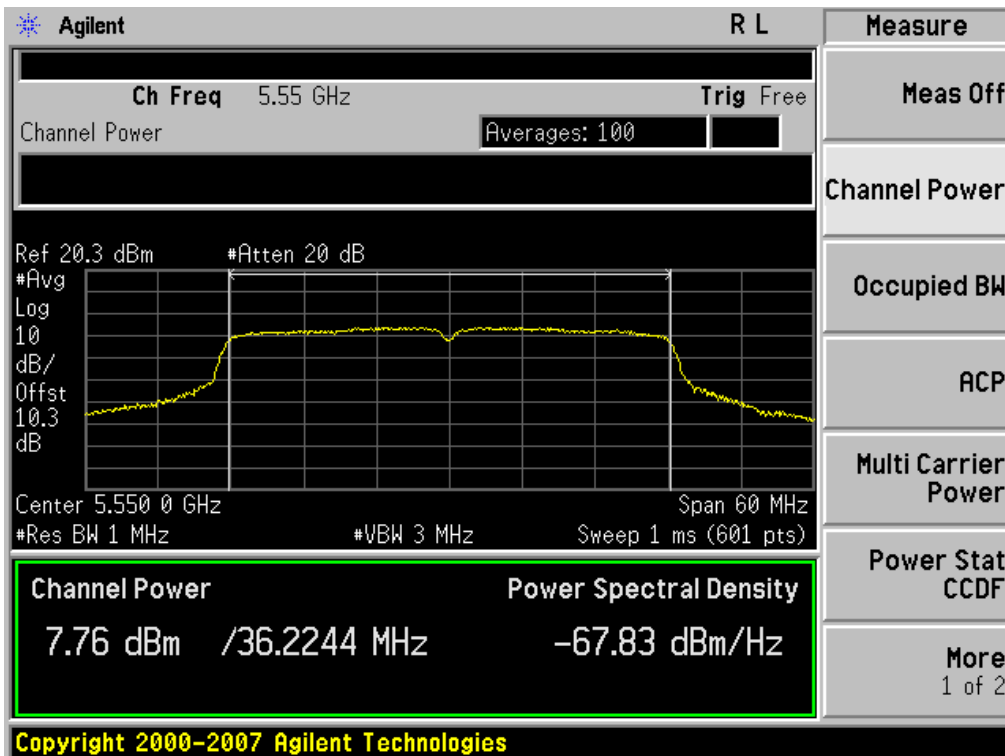 Agilent R L
Measure
Ch Freq 5.55 GHz Trig Free
Channel Power Averages: 100
Ref 20.3 dBm #Atten 20 dB
#Avg
Log
10
dB/
Offst
10.3
dB
Center 5.550 0 GHz Span 60 MHz
#Res BW 1 MHz #VBW 3 MHz Sweep 1 ms (601 pts)
Channel Power Power Spectral Density
7.76 dBm /36.2244 MHz -67.83 dBm/Hz
Meas Off
Channel Power
Occupied BW
ACP
Multi Carrier
Power
Power Stat
CCDF
More
1 of 2
Copyright 2000-2007 Agilent Technologies